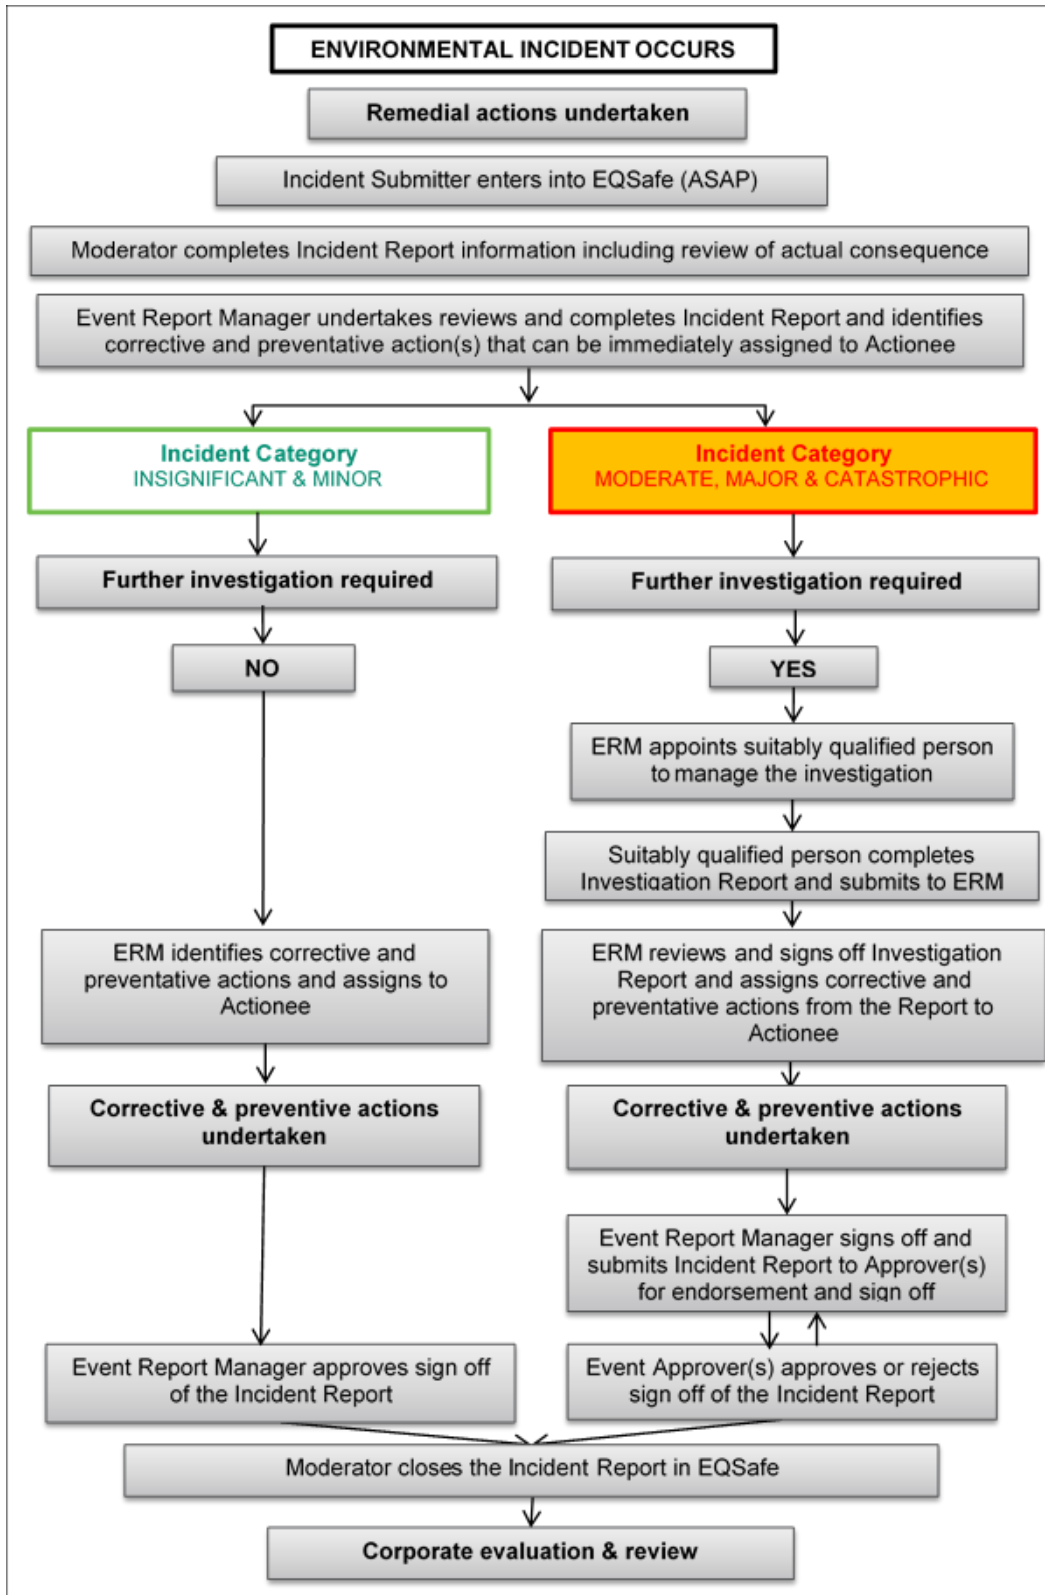 ENVIRONMENTAL INCIDENT OCCURS
Remedial actions undertaken
Incident Submitter enters into EQSafe (ASAP)
Moderator completes Incident Report information including review of actual consequence
Event Report Manager undertakes reviews and completes Incident Report and identifies
corrective and preventative action(s) that can be immediately assigned to Actionee
Incident Category
INSIGNIFICANT & MINOR
Further investigation required
NO
ERM identifies corrective and
preventative actions and assigns to
Actionee
Corrective & preventive actions
undertaken
Event Report Manager approves sign off
of the Incident Report
Incident Category
MODERATE, MAJOR & CATASTROPHIC
Further investigation required
YES
ERM appoints suitably qualified person
to manage the investigation
Suitably qualified person completes
Investigation Report and submits to ERM
ERM reviews and signs off Investigation
Report and assigns corrective and
preventative actions from the Report to
Actionee
Corrective & preventive actions
undertaken
Event Report Manager signs off and
submits Incident Report to Approver(s)
for endorsement and sign off
Event Approver(s) approves or rejects
sign off of the Incident Report
Moderator closes the Incident Report in EQSafe
Corporate evaluation & review